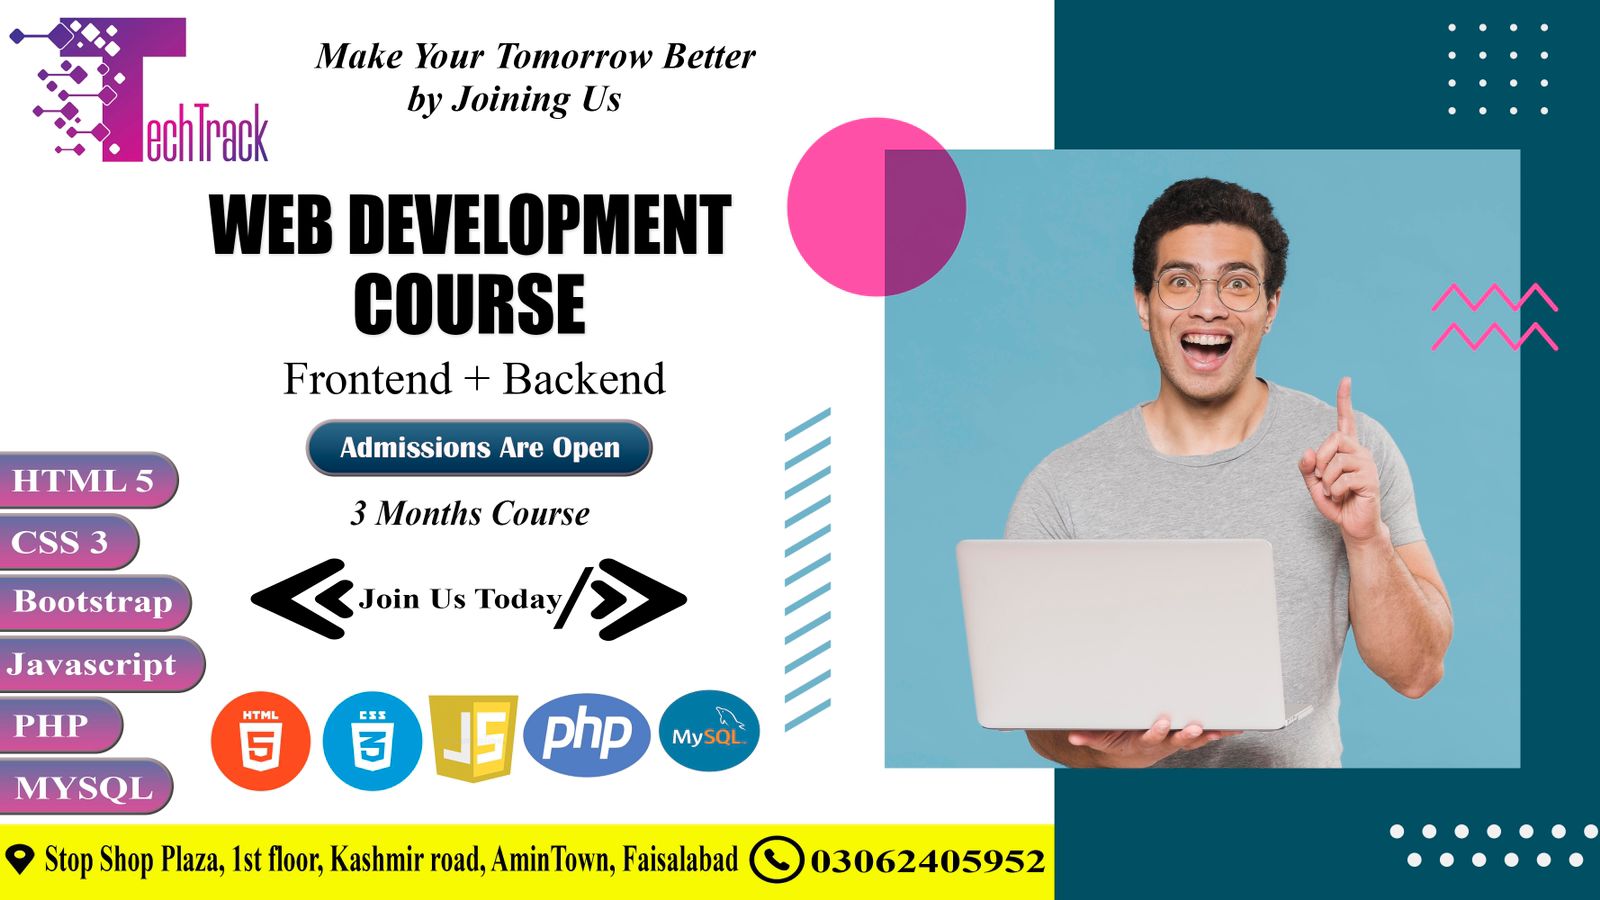 TechTrack
Make Your Tomorrow Better
by Joining Us
WEB DEVELOPMENT
COURSE
Frontend + Backend
Admissions Are Open
3 Months Course
Join Us Today
HTML 5
CSS 3
Bootstrap
Javascript
PHP
MYSQL
HTML
5
CSS
3
JS
php
MySQL
Stop Shop Plaza, 1st floor, Kashmir road, AminTown, Faisalabad
03062405952